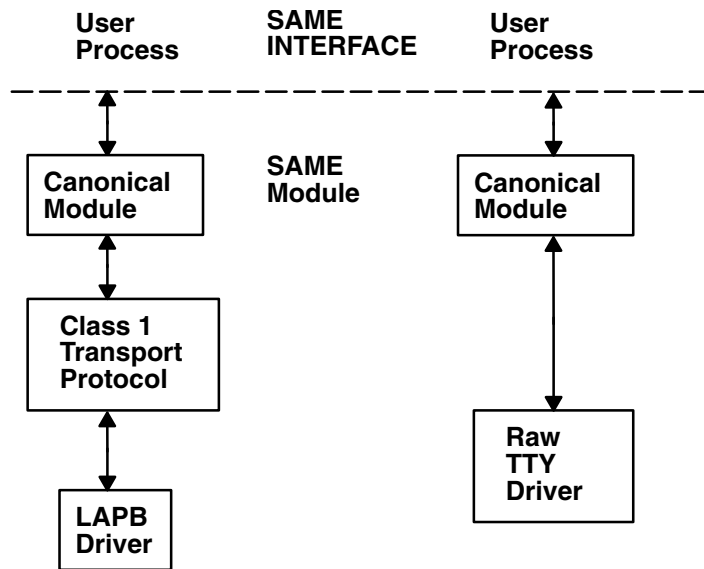 User
Process
SAME
INTERFACE
User
Process
Canonical
Module
SAME
Module
Canonical
Module
Class 1
Transport
Protocol
Raw
TTY
Driver
LAPB
Driver